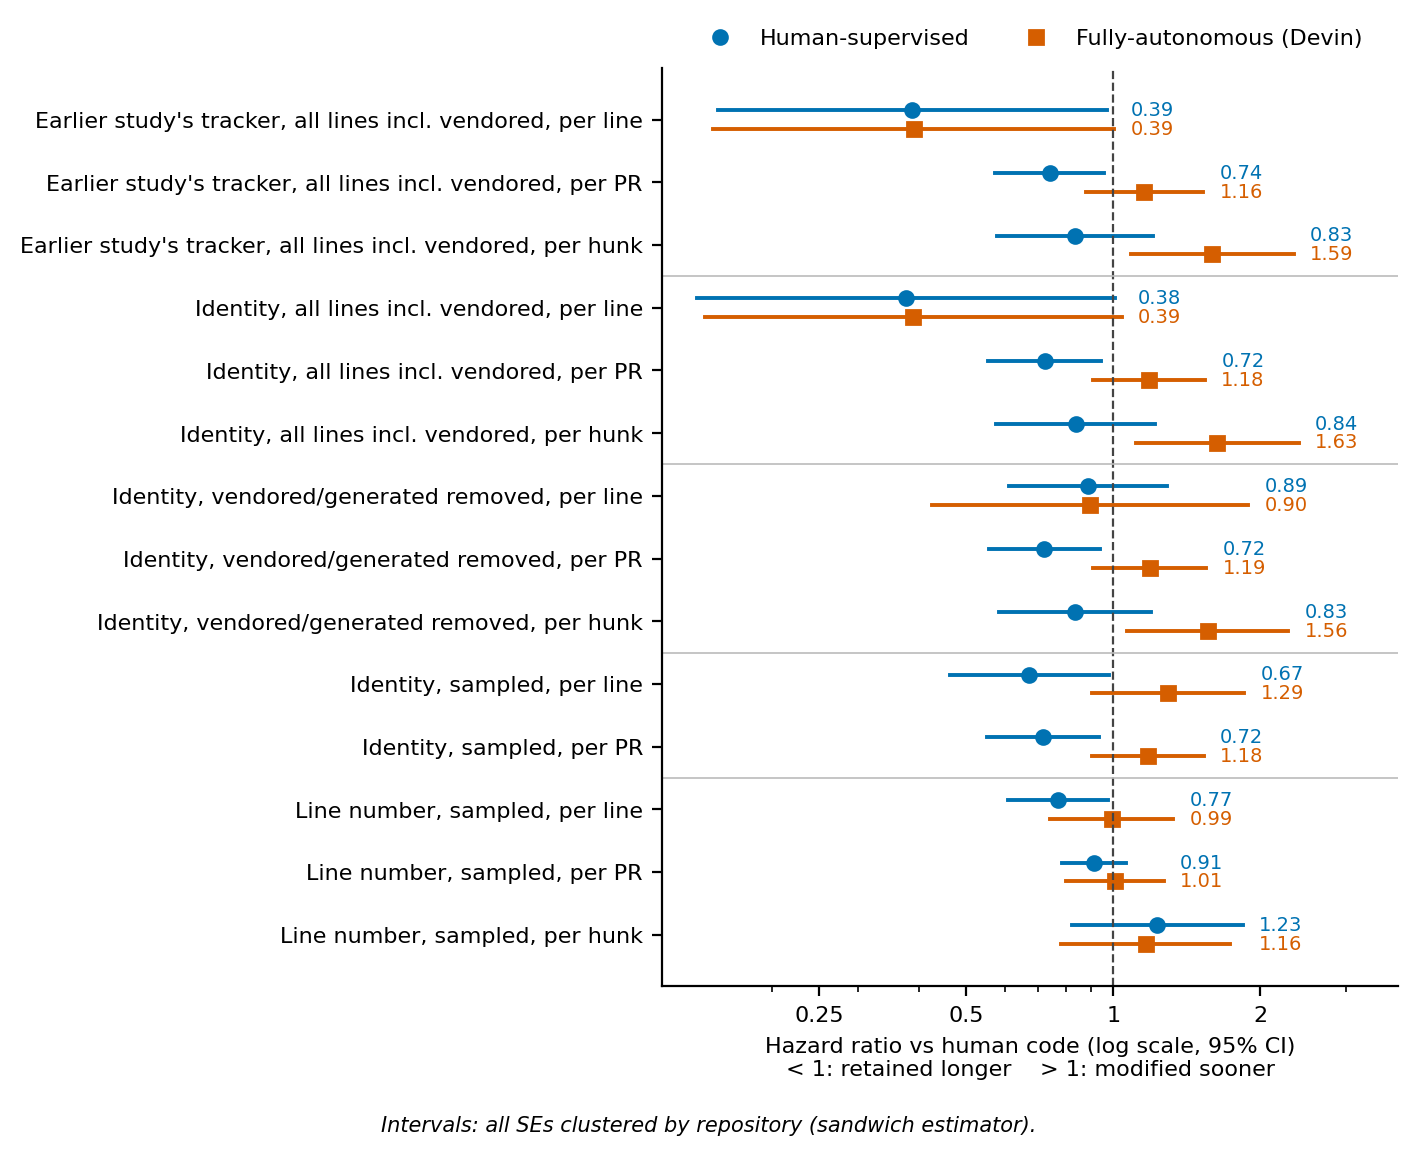 Human-supervised
Fully-autonomous (Devin)
Earlier study's tracker, all lines incl. vendored, per line
0.39
0.39
Earlier study's tracker, all lines incl. vendored, per PR
0.74
1.16
Earlier study's tracker, all lines incl. vendored, per hunk
0.83
1.59
Identity, all lines incl. vendored, per line
0.38
0.39
Identity, all lines incl. vendored, per PR
0.72
1.18
Identity, all lines incl. vendored, per hunk
0.84
1.63
Identity, vendored/generated removed, per line
0.89
0.90
Identity, vendored/generated removed, per PR
0.72
1.19
Identity, vendored/generated removed, per hunk
0.83
1.56
Identity, sampled, per line
0.67
1.29
Identity, sampled, per PR
0.72
1.18
Line number, sampled, per line
0.77
0.99
Line number, sampled, per PR
0.91
1.01
Line number, sampled, per hunk
1.23
1.16
0.25 0.5 1 2
Hazard ratio vs human code (log scale, 95% CI)
< 1: retained longer    > 1: modified sooner
Intervals: all SEs clustered by repository (sandwich estimator).